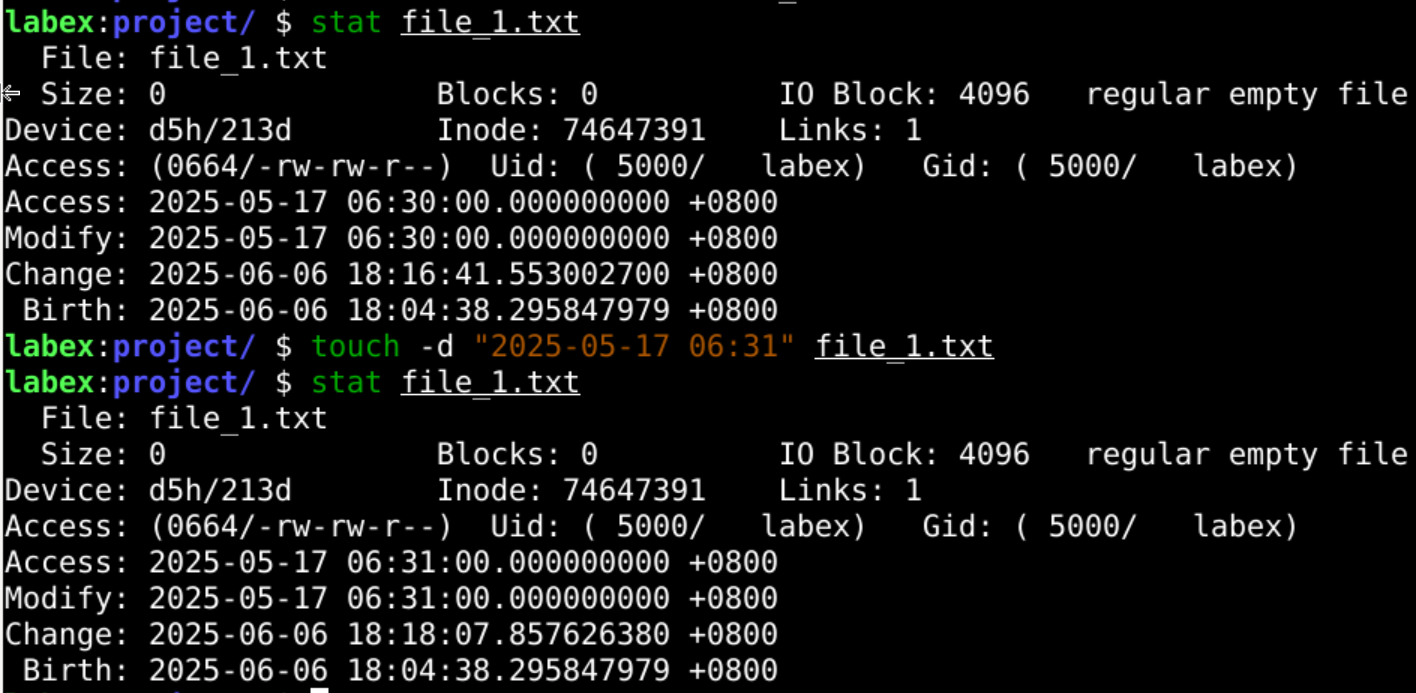 labex:project/ $ stat file_1.txt
  File: file_1.txt
  Size: 0               Blocks: 0          IO Block: 4096   regular empty file
Device: d5h/213d        Inode: 74647391    Links: 1
Access: (0664/-rw-rw-r--)  Uid: ( 5000/   labex)   Gid: ( 5000/   labex)
Access: 2025-05-17 06:30:00.000000000 +0800
Modify: 2025-05-17 06:30:00.000000000 +0800
Change: 2025-06-06 18:16:41.553002700 +0800
 Birth: 2025-06-06 18:04:38.295847979 +0800
labex:project/ $ touch -d "2025-05-17 06:31" file_1.txt
labex:project/ $ stat file_1.txt
  File: file_1.txt
  Size: 0               Blocks: 0          IO Block: 4096   regular empty file
Device: d5h/213d        Inode: 74647391    Links: 1
Access: (0664/-rw-rw-r--)  Uid: ( 5000/   labex)   Gid: ( 5000/   labex)
Access: 2025-05-17 06:31:00.000000000 +0800
Modify: 2025-05-17 06:31:00.000000000 +0800
Change: 2025-06-06 18:18:07.857626380 +0800
 Birth: 2025-06-06 18:04:38.295847979 +0800